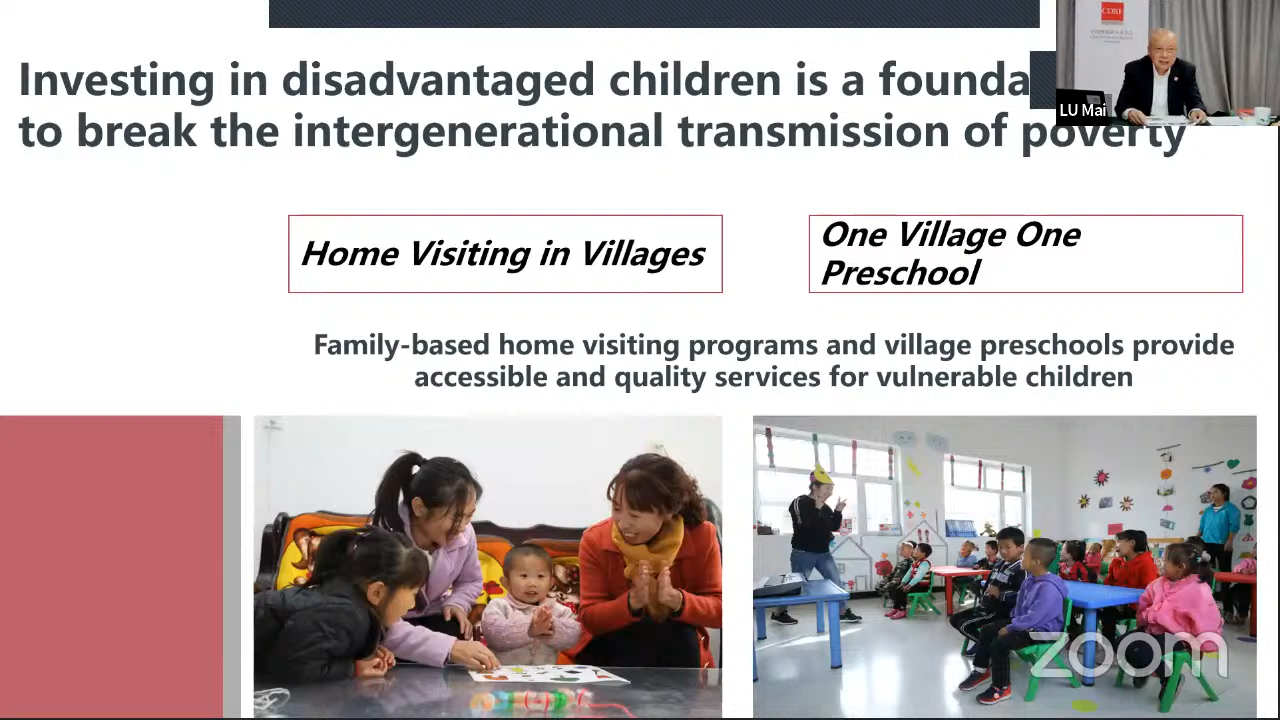 Investing in disadvantaged children is a founda
to break the intergenerational transmission of poverty
CDRF
LU Mai
Home Visiting in Villages
One Village One
Preschool
Family-based home visiting programs and village preschools provide
accessible and quality services for vulnerable children
zoom